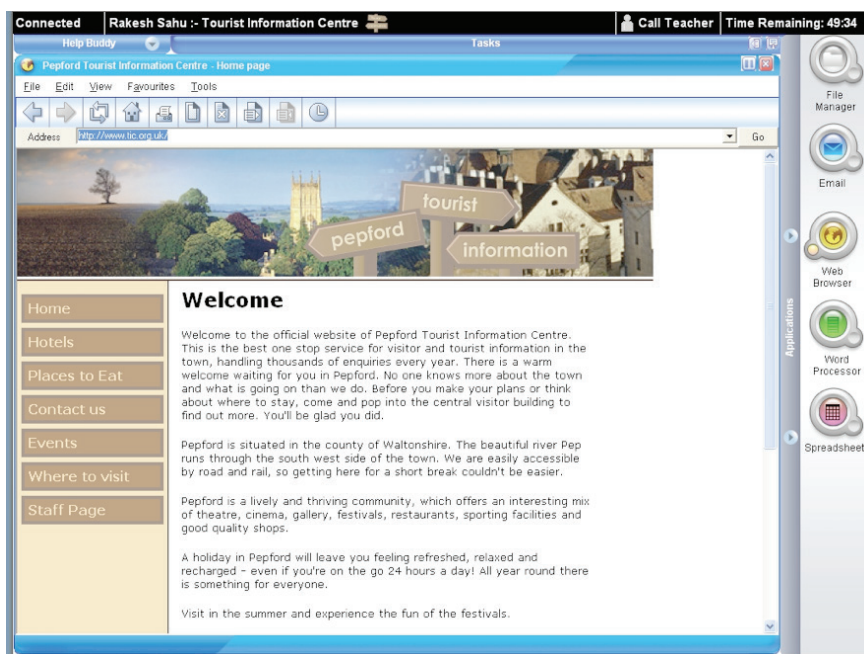 Connected Rakesh Sahu :- Tourist Information Centre Call Teacher Time Remaining: 49:34
Help Buddy Tasks
Pepford Tourist Information Centre - Home page
File Edit View Favourites Tools
Address http://www.tic.org.uk/ Go
pepford
tourist
information
Home
Hotels
Places to Eat
Contact us
Events
Where to visit
Staff Page
Welcome
Welcome to the official website of Pepford Tourist Information Centre.
This is the best one stop service for visitor and tourist information in the
town, handling thousands of enquiries every year. There is a warm
welcome waiting for you in Pepford. No one knows more about the town
and what is going on than we do. Before you make your plans or think
about where to stay, come and pop into the central visitor building to
find out more. You'll be glad you did.
Pepford is situated in the county of Waltonshire. The beautiful river Pep
runs through the south west side of the town. We are easily accessible
by road and rail, so getting here for a short break couldn't be easier.
Pepford is a lively and thriving community, which offers an interesting mix
of theatre, cinema, gallery, festivals, restaurants, sporting facilities and
good quality shops.
A holiday in Pepford will leave you feeling refreshed, relaxed and
recharged - even if you're on the go 24 hours a day! All year round there
is something for everyone.
Visit in the summer and experience the fun of the festivals.
Applications
File
Manager
Email
Web
Browser
Word
Processor
Spreadsheet